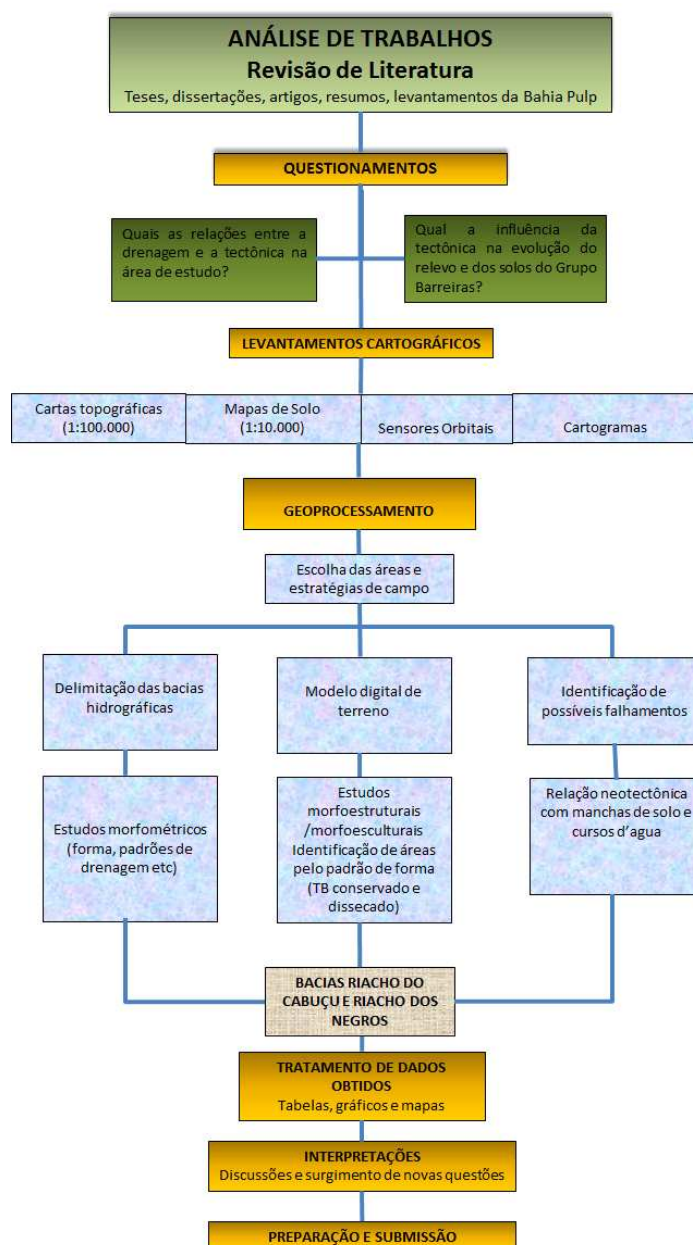 ANÁLISE DE TRABALHOS
Revisão de Literatura
Teses, dissertações, artigos, resumos, levantamentos da Bahia Pulp
QUESTIONAMENTOS
Quais as relações entre a
drenagem e a tectônica na
área de estudo?
Qual a influência da
tectônica na evolução do
relevo e dos solos do Grupo
Barreiras?
LEVANTAMENTOS CARTOGRÁFICOS
Cartas topográficas
(1:100.000)
Mapas de Solo
(1:10.000)
Sensores Orbitais
Cartogramas
GEOPROCESSAMENTO
Escolha das áreas e
estratégias de campo
Delimitação das bacias
hidrográficas
Modelo digital de
terreno
Identificação de
possíveis falhamentos
Estudos morfométricos
(forma, padrões de
drenagem etc)
Estudos
morfoestruturais
/morfoesculturais
Identificação de áreas
pelo padrão de forma
(TB conservado e
dissecado)
Relação neotectônica
com manchas de solo e
cursos d'agua
BACIAS RIACHO DO
CABUÇU E RIACHO DOS
NEGROS
TRATAMENTO DE DADOS
OBTIDOS
Tabelas, gráficos e mapas
INTERPRETAÇÕES
Discussões e surgimento de novas questões
PREPARAÇÃO E SUBMISSÃO